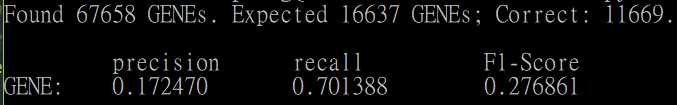 Found 67658 GENEs. Expected 16637 GENEs; Correct: 11669.
precision recall F1-Score
GENE: 0.172470 0.701388 0.276861